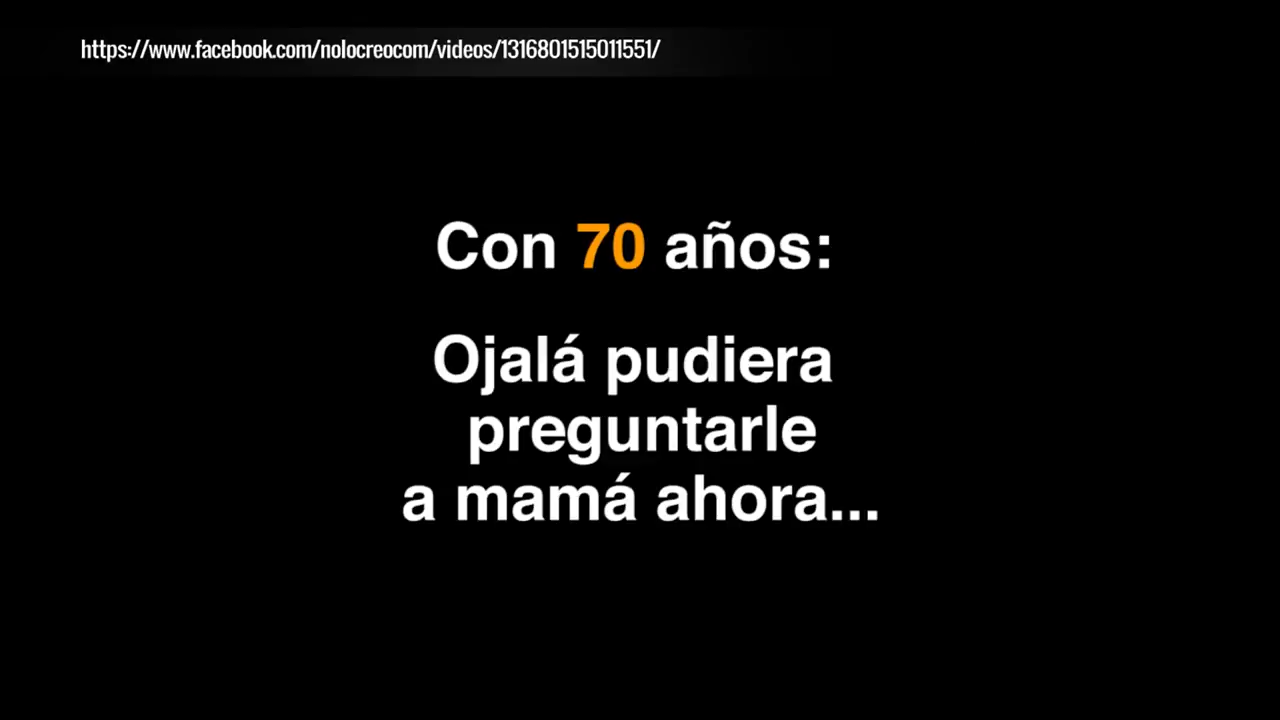 https://www.facebook.com/nolocreocom/videos/1316801515011551/
Con 70 años:
Ojalá pudiera
preguntarle
a mamá ahora...